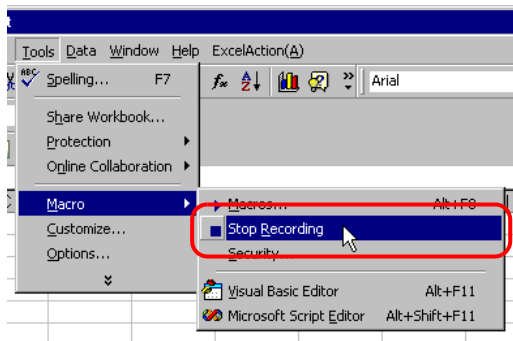 Tools Data Window Help ExcelAction(A)
ABC Spelling... F7
Arial
Share Workbook...
Protection
Online Collaboration
Macro
Macros... Alt+F8
Customize...
Stop Recording
Options...
Security...
Visual Basic Editor Alt+F11
Microsoft Script Editor Alt+Shift+F11